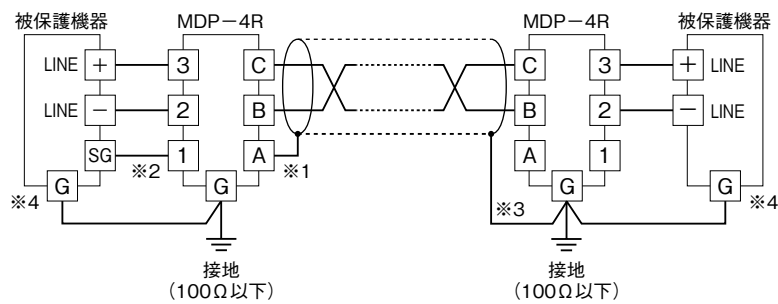 被保護機器 MDP−4R MDP−4R 被保護機器
LINE + 3 C C 3 + LINE
LINE − 2 B B 2 − LINE
SG ※2 1 A ※1 A 1
※4 G G ※3 G G ※4
接地 接地
(100Ω以下) (100Ω以下)